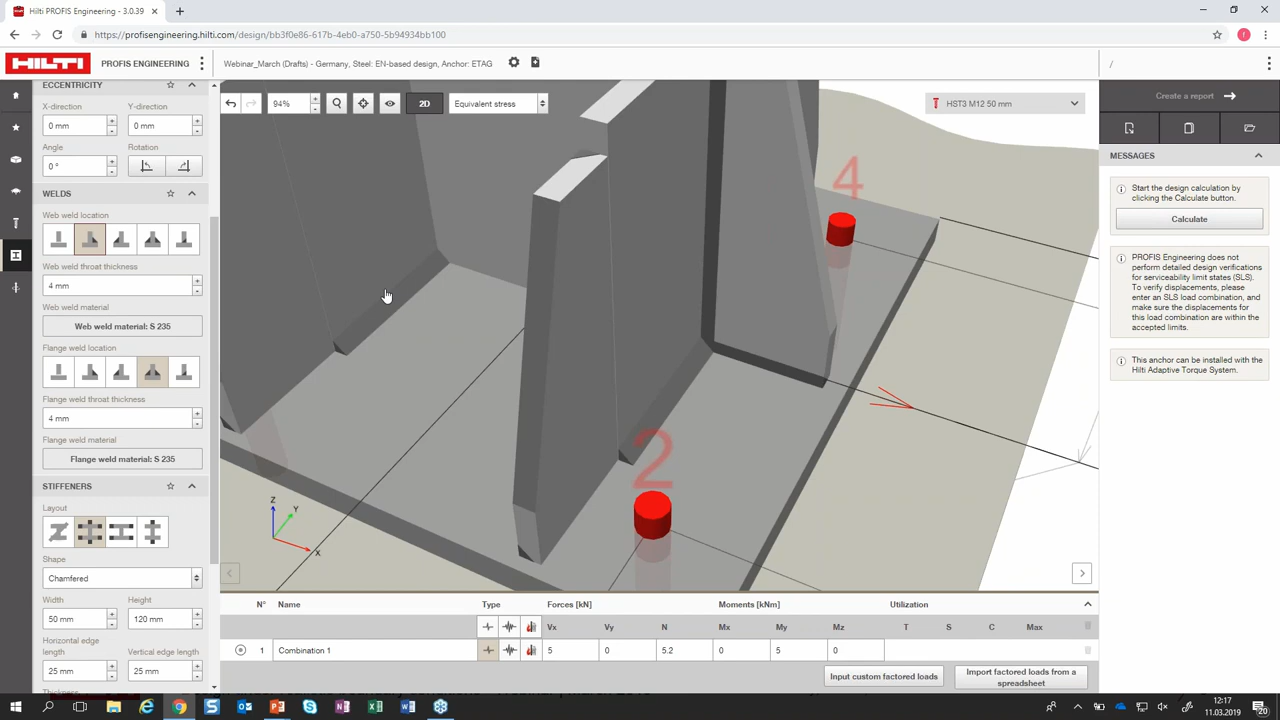 Hilti PROFIS Engineering - 3.0.39
https://profisengineering.hilti.com/design/bb3f0e86-617b-4eb0-a750-5b94934bb100
HILTI
PROFIS ENGINEERING
Webinar_March (Drafts) - Germany, Steel: EN-based design, Anchor: ETAG
/
ECCENTRICITY
X-direction
Y-direction
0 mm
0 mm
Angle
Rotation
0 °
WELDS
Web weld location
Web weld throat thickness
4 mm
Web weld material
Web weld material: S 235
Flange weld location
Flange weld throat thickness
4 mm
Flange weld material
Flange weld material: S 235
STIFFENERS
Layout
Shape
Chamfered
Width
Height
50 mm
120 mm
Horizontal edge length
Vertical edge length
25 mm
25 mm
Thickness
94%
2D
Equivalent stress
HST3 M12 50 mm
4
2
Z
Y
X
N° Name Type Forces [kN] Moments [kNm] Utilization
Vx Vy N Mx My Mz T S C Max
1 Combination 1 5 0 5.2 0 5 0
Input custom factored loads
Import factored loads from a spreadsheet
Create a report
MESSAGES
Start the design calculation by
clicking the Calculate button.
Calculate
PROFIS Engineering does not
perform detailed design verifications
for serviceability limit states (SLS).
To verify displacements, please
enter an SLS load combination, and
make sure the displacements for
this load combination are within the
accepted limits.
This anchor can be installed with the
Hilti Adaptive Torque System.
12:17
11.03.2019
20